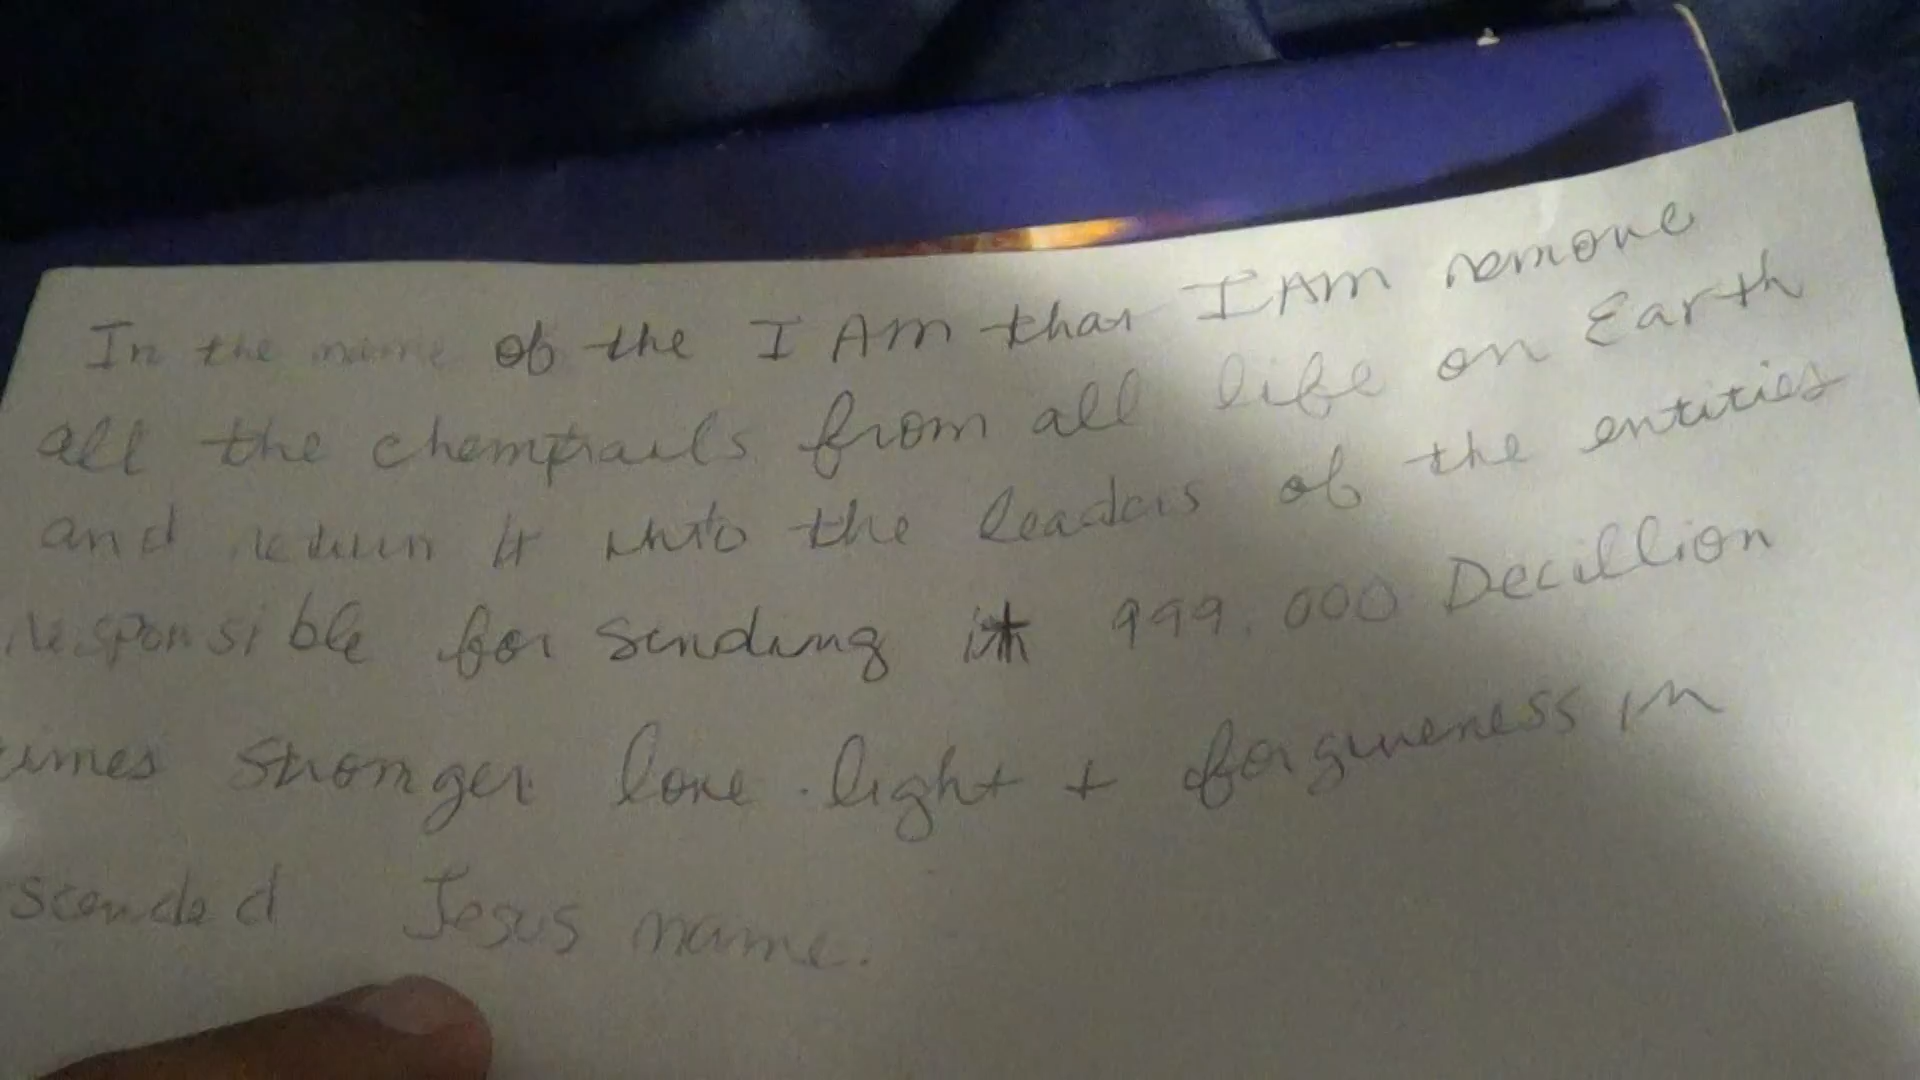 In the name of the I AM that I AM remove
all the chemtrails from all life on Earth
and return it unto the leaders of the entities
responsible for sending it 999.000 Decillion
times stronger love light + forgiveness in
scended Jesus name.